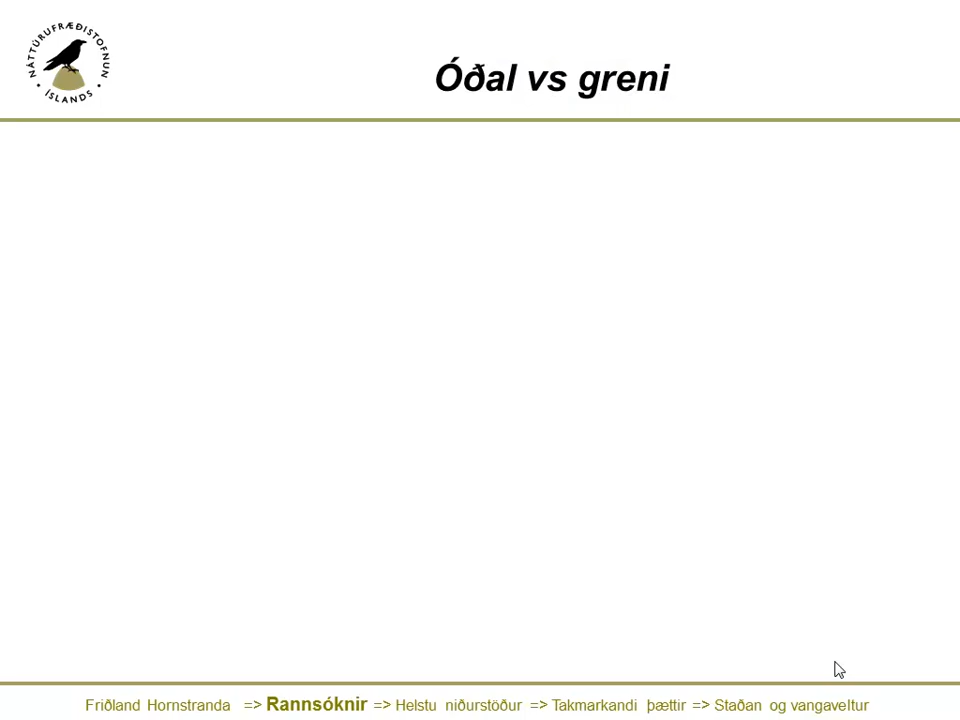 NÁTTÚRUFRÆÐISTOFNUN
• ÍSLANDS •
Óðal vs greni
Friðland Hornstranda => Rannsóknir => Helstu niðurstöður => Takmarkandi þættir => Staðan og vangaveltur